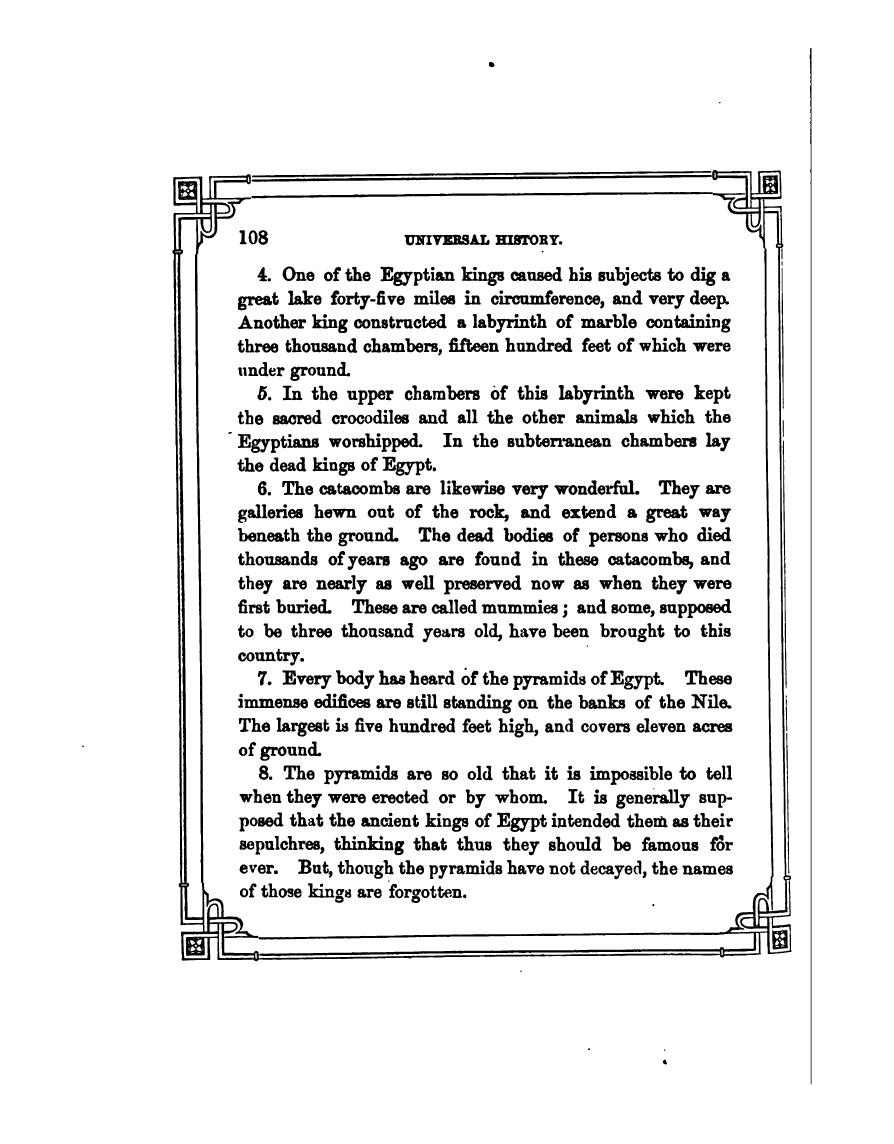 108 UNIVERSAL HISTORY.
4. One of the Egyptian kings caused his subjects to dig a
great lake forty-five miles in circumference, and very deep.
Another king constructed a labyrinth of marble containing
three thousand chambers, fifteen hundred feet of which were
under ground.
5. In the upper chambers of this labyrinth were kept
the sacred crocodiles and all the other animals which the
Egyptians worshipped. In the subterranean chambers lay
the dead kings of Egypt.
6. The catacombs are likewise very wonderful. They are
galleries hewn out of the rock, and extend a great way
beneath the ground. The dead bodies of persons who died
thousands of years ago are found in these catacombs, and
they are nearly as well preserved now as when they were
first buried. These are called mummies; and some, supposed
to be three thousand years old, have been brought to this
country.
7. Every body has heard of the pyramids of Egypt. These
immense edifices are still standing on the banks of the Nile.
The largest is five hundred feet high, and covers eleven acres
of ground.
8. The pyramids are so old that it is impossible to tell
when they were erected or by whom. It is generally sup-
posed that the ancient kings of Egypt intended them as their
sepulchres, thinking that thus they should be famous for
ever. But, though the pyramids have not decayed, the names
of those kings are forgotten.